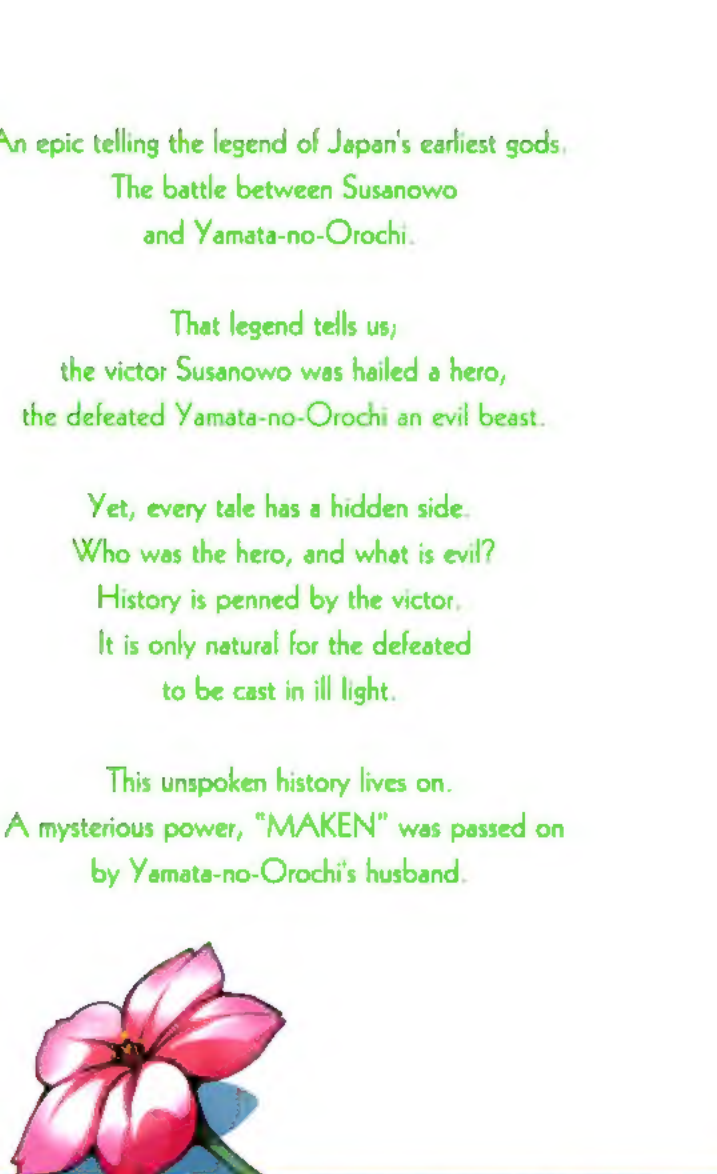 An epic telling the legend of Japan's earliest gods.
The battle between Susanowo
and Yamata-no-Orochi.
That legend tells us;
the victor Susanowo was hailed a hero,
the defeated Yamata-no-Orochi an evil beast.
Yet, every tale has a hidden side.
Who was the hero, and what is evil?
History is penned by the victor.
It is only natural for the defeated
to be cast in ill light.
This unspoken history lives on.
A mysterious power, "MAKEN" was passed on
by Yamata-no-Orochi's husband.